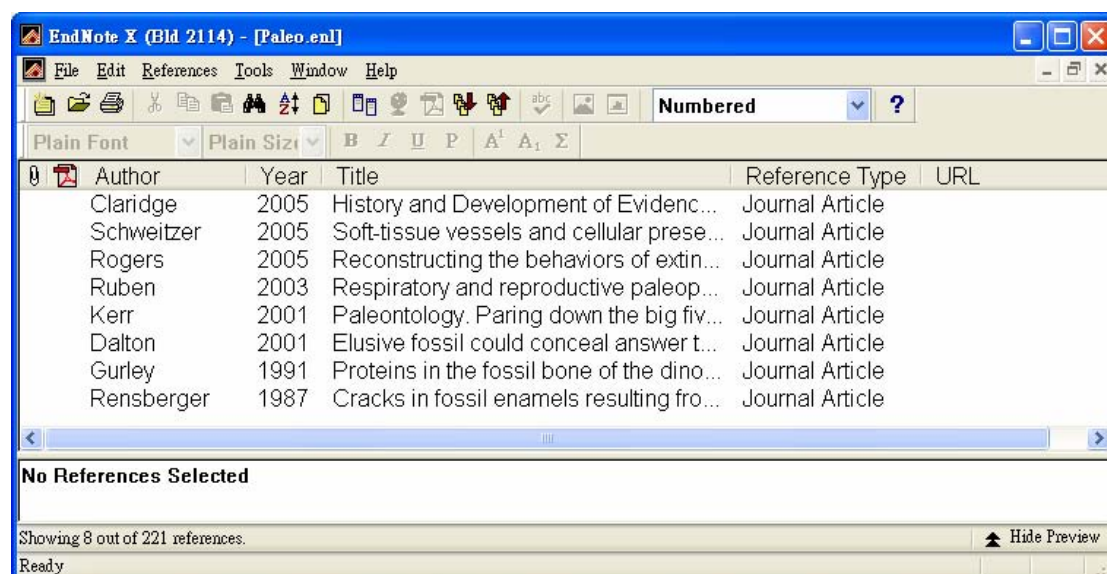 EndNote X (Bld 2114) - [Paleo.enl]
File Edit References Tools Window Help
abc Numbered ?
Plain Font Plain Size B I U P A1 A1 Σ
Author Year Title Reference Type URL
Claridge 2005 History and Development of Evidenc... Journal Article
Schweitzer 2005 Soft-tissue vessels and cellular prese... Journal Article
Rogers 2005 Reconstructing the behaviors of extin... Journal Article
Ruben 2003 Respiratory and reproductive paleop... Journal Article
Kerr 2001 Paleontology. Paring down the big fiv... Journal Article
Dalton 2001 Elusive fossil could conceal answer t... Journal Article
Gurley 1991 Proteins in the fossil bone of the dino... Journal Article
Rensberger 1987 Cracks in fossil enamels resulting fro... Journal Article
No References Selected
Showing 8 out of 221 references. Hide Preview
Ready